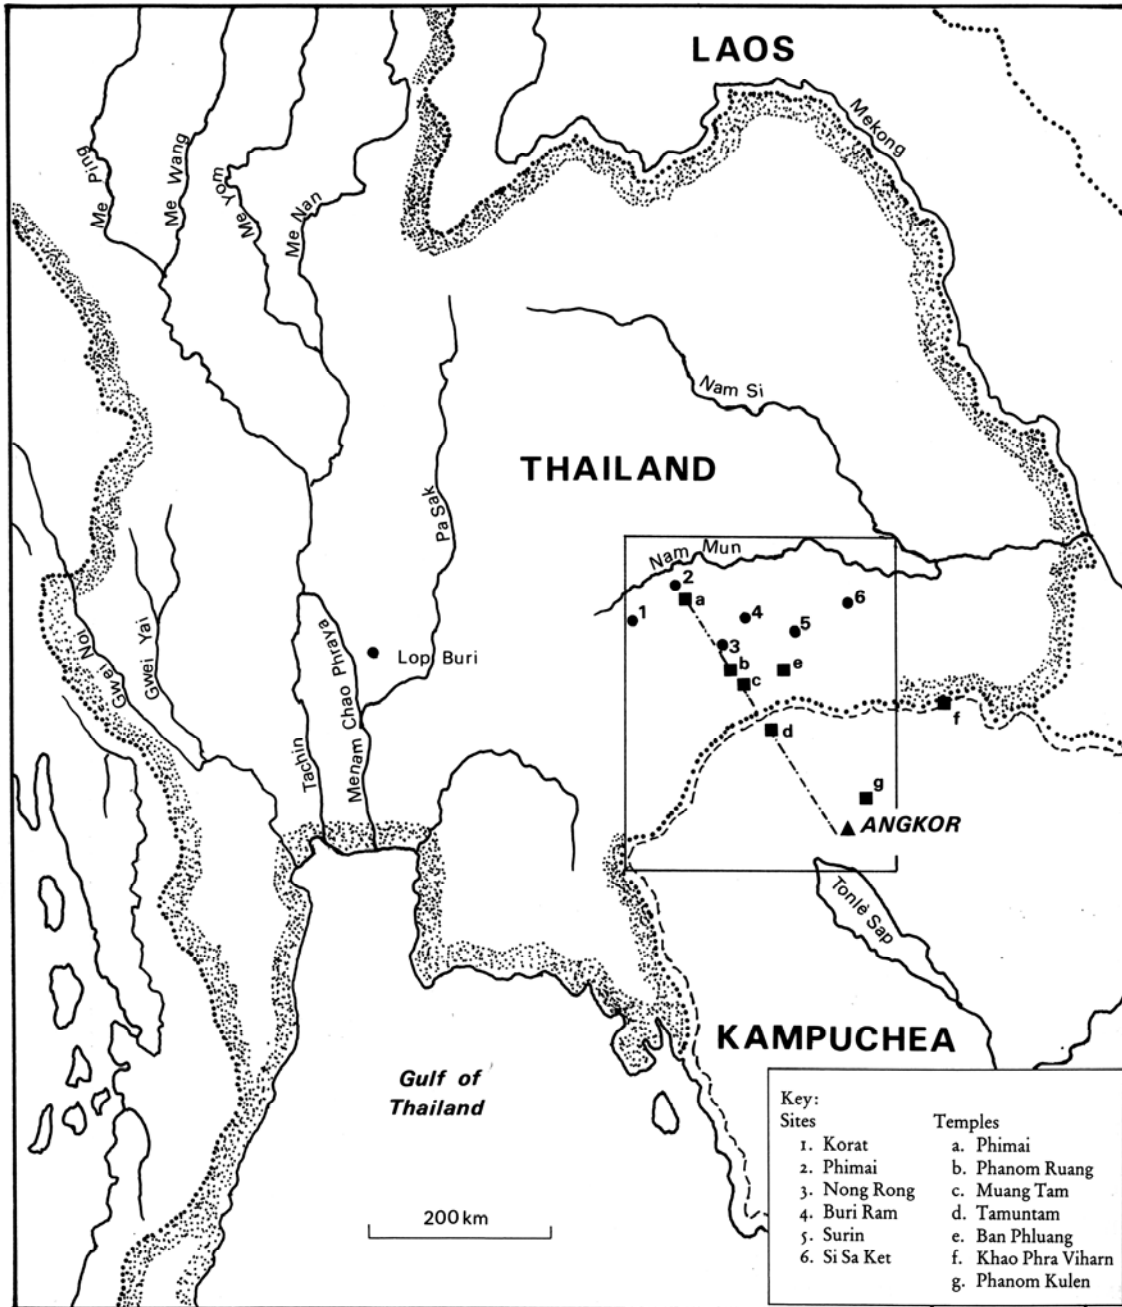 LAOS
Mekong
Me Ping
Me Wang
Me Yom
Me Nan
Nam Si
THAILAND
Pa Sak
Nam Mun
2
a
1
4
6
5
3
b
e
c
Gwei Noi
Gwei Yai
Lop Buri
Tachin
Menam Chao Phraya
f
d
g
ANGKOR
Tonlé Sap
KAMPUCHEA
Gulf of
Thailand
200 km
Key:
Sites
1. Korat
2. Phimai
3. Nong Rong
4. Buri Ram
5. Surin
6. Si Sa Ket
Temples
a. Phimai
b. Phanom Ruang
c. Muang Tam
d. Tamuntam
e. Ban Phluang
f. Khao Phra Viharn
g. Phanom Kulen